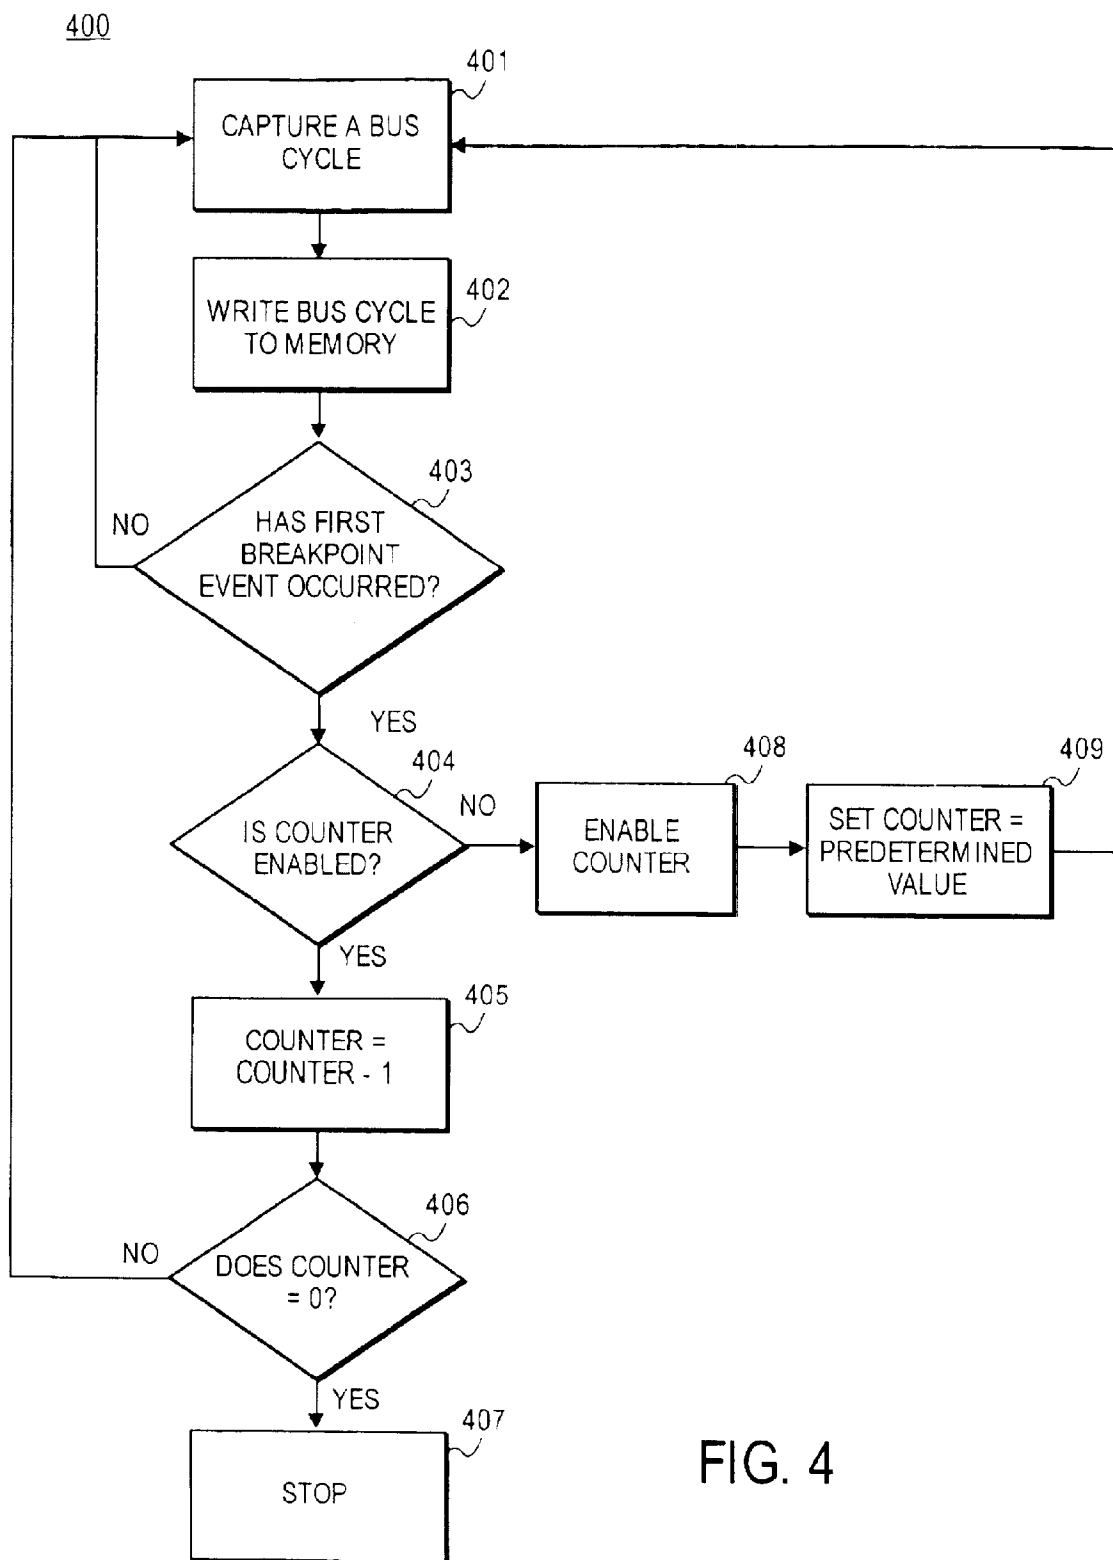 400
401
CAPTURE A BUS
CYCLE
402
WRITE BUS CYCLE
TO MEMORY
403
NO
HAS FIRST
BREAKPOINT
EVENT OCCURRED?
YES
404
NO
IS COUNTER
ENABLED?
408
ENABLE
COUNTER
409
SET COUNTER =
PREDETERMINED
VALUE
YES
405
COUNTER =
COUNTER - 1
406
NO
DOES COUNTER
= 0?
YES
407
STOP
FIG. 4